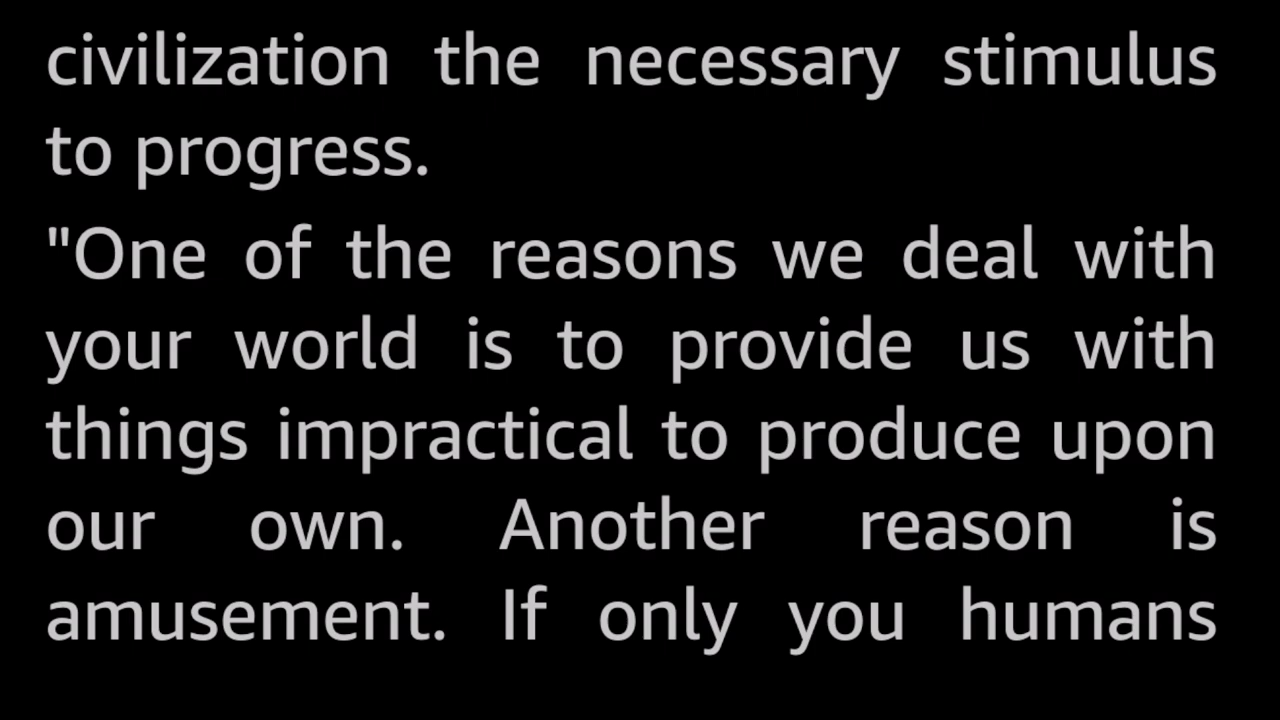 civilization the necessary stimulus
to progress.
"One of the reasons we deal with
your world is to provide us with
things impractical to produce upon
our own. Another reason is
amusement. If only you humans